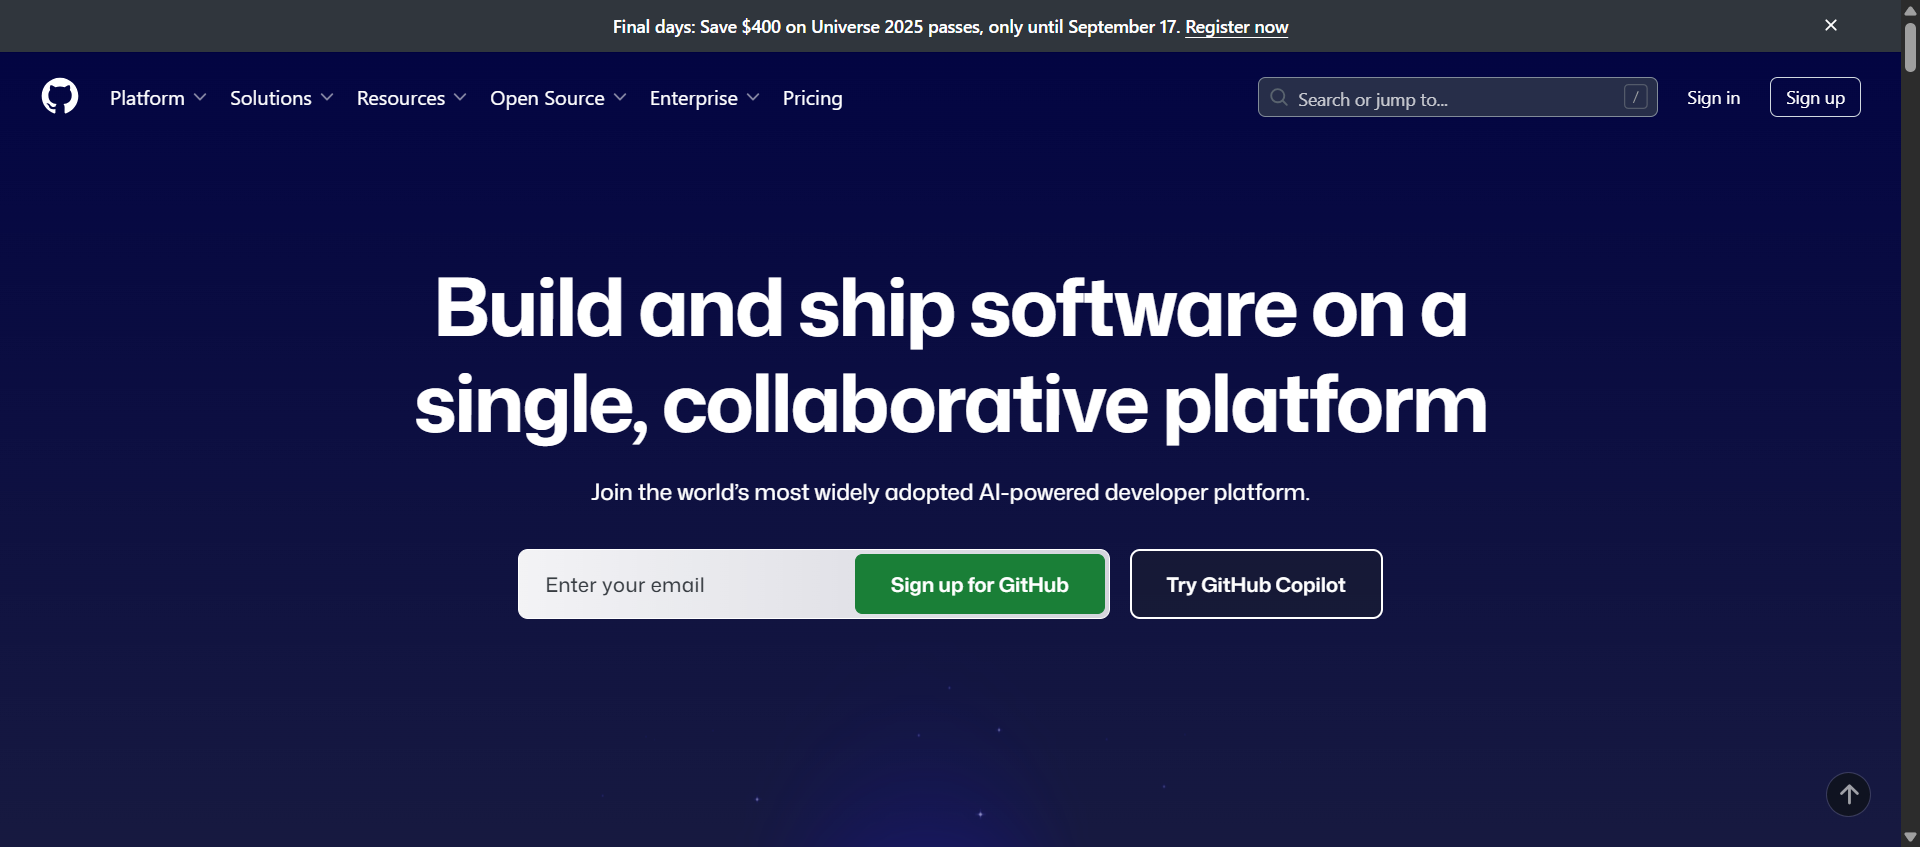 Final days: Save $400 on Universe 2025 passes, only until September 17. Register now
Platform Solutions Resources Open Source Enterprise Pricing
Search or jump to... /
Sign in
Sign up
Build and ship software on a
single, collaborative platform
Join the world’s most widely adopted AI-powered developer platform.
Enter your email
Sign up for GitHub
Try GitHub Copilot